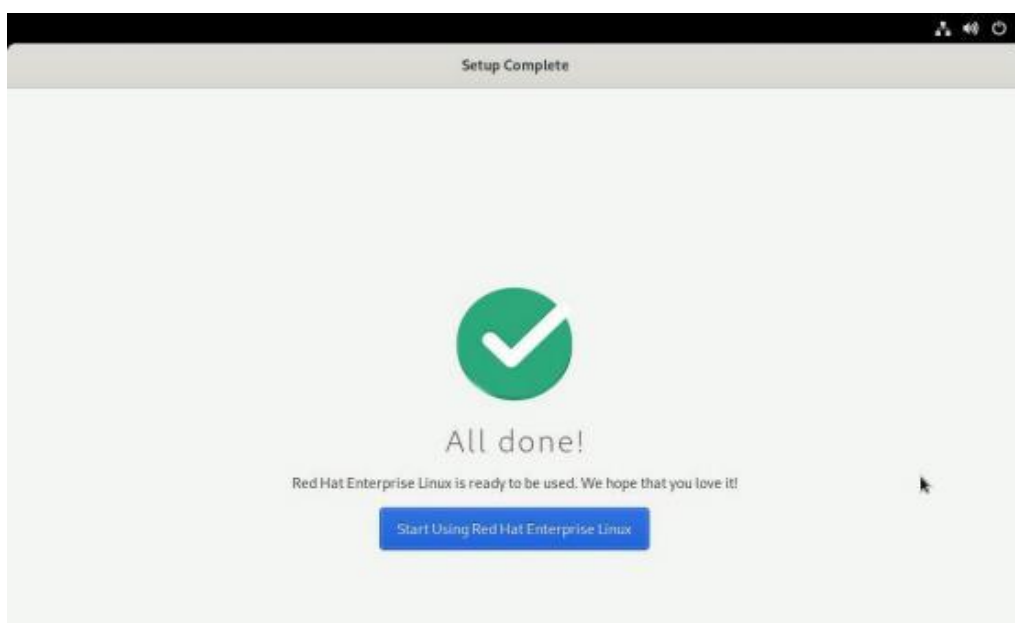 Setup Complete
All done!
Red Hat Enterprise Linux is ready to be used. We hope that you love it!
Start Using Red Hat Enterprise Linux